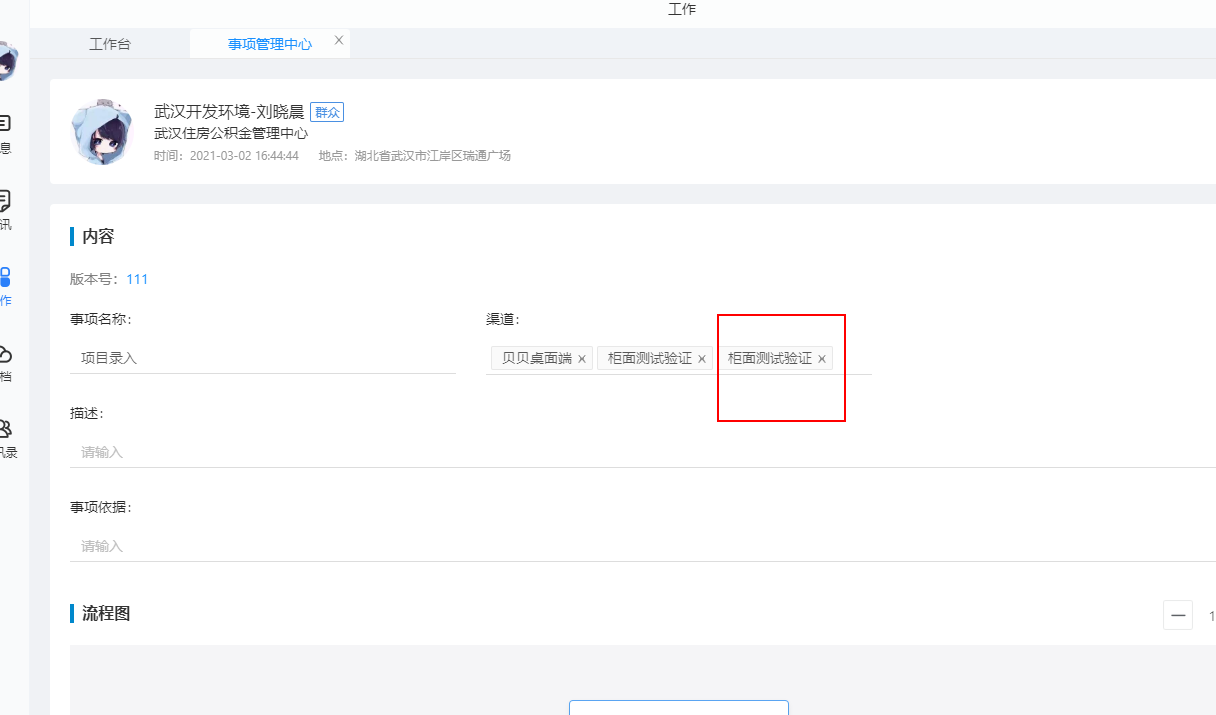 工作
工作台
事项管理中心
息
讯
作
档
讯录
武汉开发环境-刘晓晨 群众
武汉住房公积金管理中心
时间：2021-03-02 16:44:44 地点：湖北省武汉市江岸区瑞通广场
内容
版本号：111
事项名称：
项目录入
渠道：
贝贝桌面端 × 柜面测试验证 × 柜面测试验证 ×
描述：
请输入
事项依据：
请输入
流程图
1